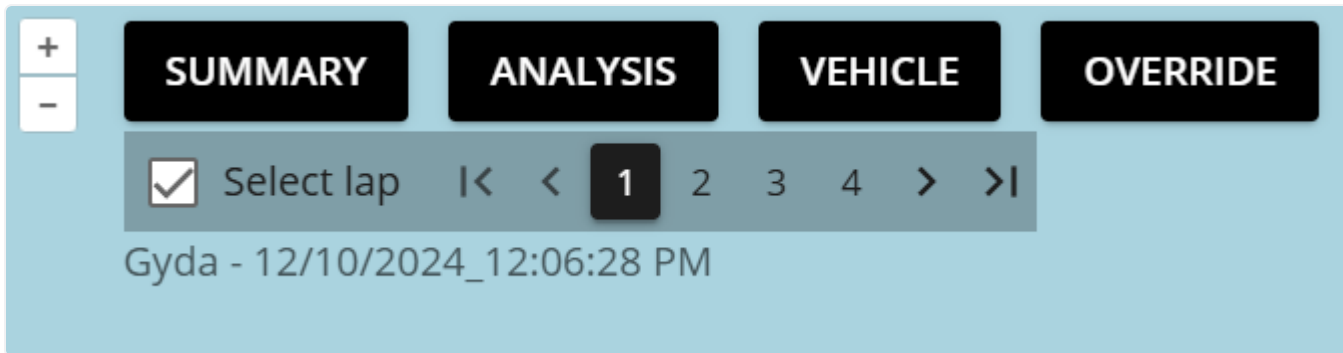 +
SUMMARY ANALYSIS VEHICLE OVERRIDE
−
Select lap 1 2 3 4
Gyda - 12/10/2024_12:06:28 PM